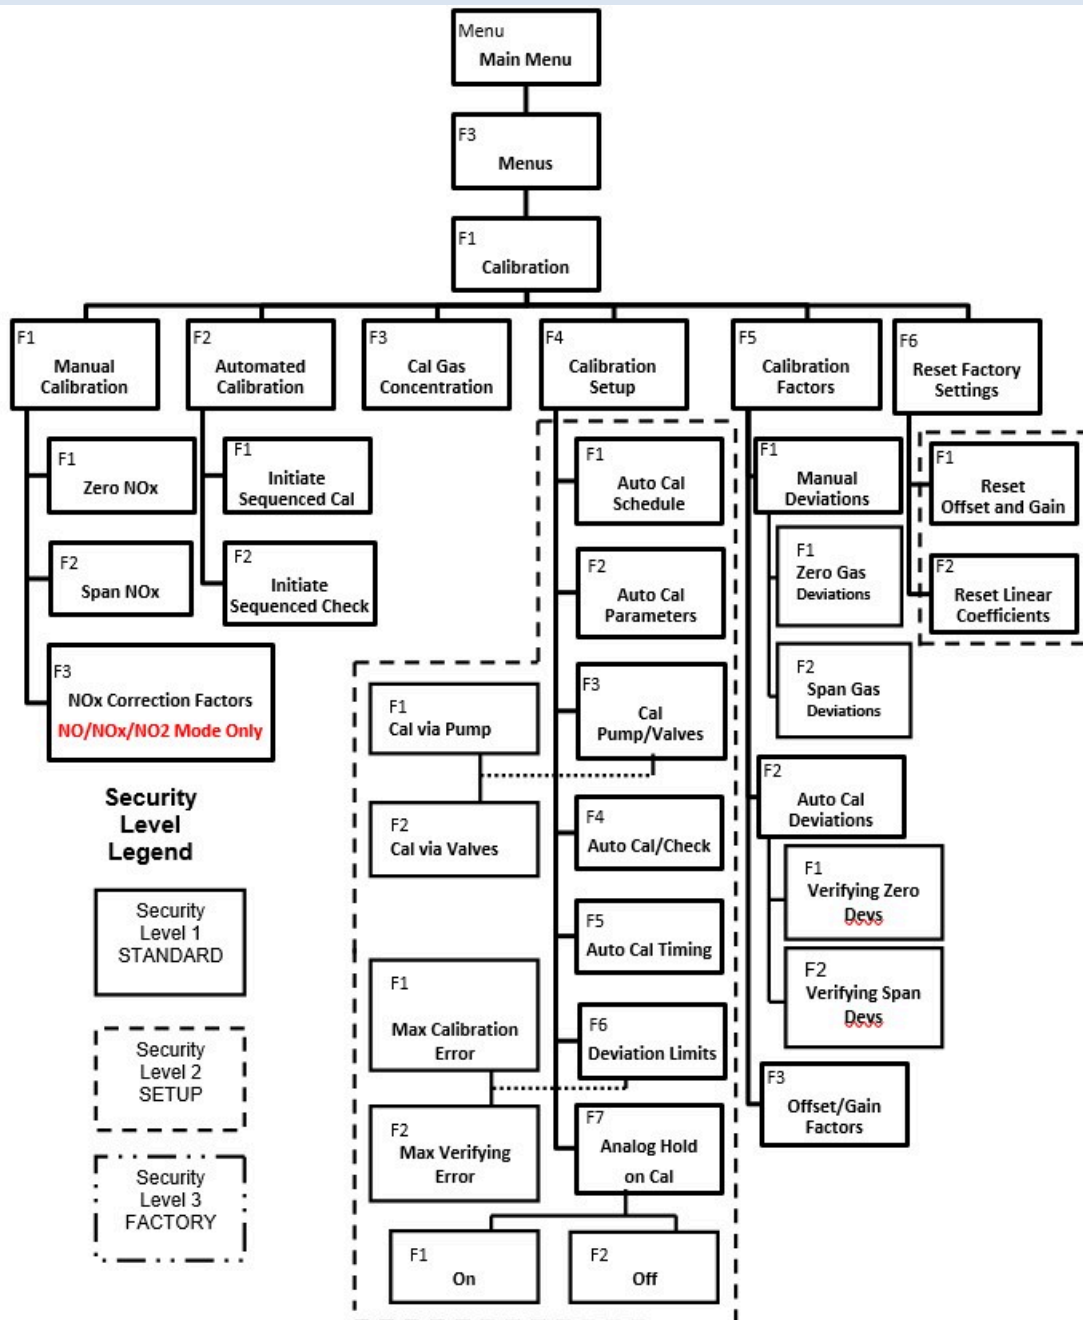 Menu
Main Menu
F3
Menus
F1
Calibration
F1
Manual
Calibration
F2
Automated
Calibration
F3
Cal Gas
Concentration
F4
Calibration
Setup
F5
Calibration
Factors
F6
Reset Factory
Settings
F1
Zero NOx
F2
Span NOx
F3
NOx Correction Factors
NO/NOx/NO2 Mode Only
F1
Initiate
Sequenced Cal
F2
Initiate
Sequenced Check
F1
Auto Cal
Schedule
F2
Auto Cal
Parameters
F3
Cal
Pump/Valves
F1
Cal via Pump
F2
Cal via Valves
F4
Auto Cal/Check
F5
Auto Cal Timing
F6
Deviation Limits
F1
Max Calibration
Error
F2
Max Verifying
Error
F7
Analog Hold
on Cal
F1
On
F2
Off
F1
Manual
Deviations
F1
Zero Gas
Deviations
F2
Span Gas
Deviations
F2
Auto Cal
Deviations
F1
Verifying Zero
Devs
F2
Verifying Span
Devs
F3
Offset/Gain
Factors
F1
Reset
Offset and Gain
F2
Reset Linear
Coefficients
Security
Level
Legend
Security
Level 1
STANDARD
Security
Level 2
SETUP
Security
Level 3
FACTORY